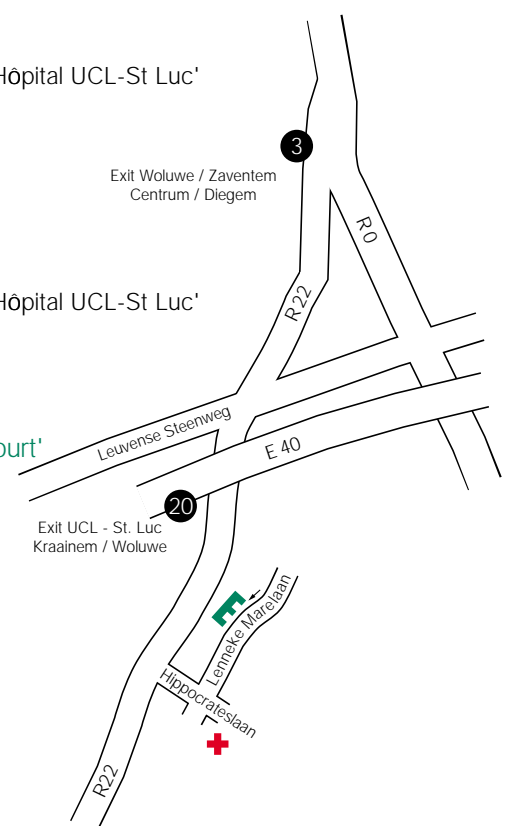 Hôpital UCL-St Luc'
3
Exit Woluwe / Zaventem
Centrum / Diegem
R0
R22
Hôpital UCL-St Luc'
Leuvense Steenweg
ourt'
E 40
20
Exit UCL - St. Luc
Kraainem / Woluwe
Lenneke Marelaan
Hippocrateslaan
R22